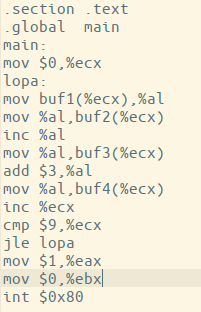 .section .text
.global  main
main:
mov $0,%ecx
lopa:
mov buf1(%ecx),%al
mov %al,buf2(%ecx)
inc %al
mov %al,buf3(%ecx)
add $3,%al
mov %al,buf4(%ecx)
inc %ecx
cmp $9,%ecx
jle lopa
mov $1,%eax
mov $0,%ebx
int $0x80